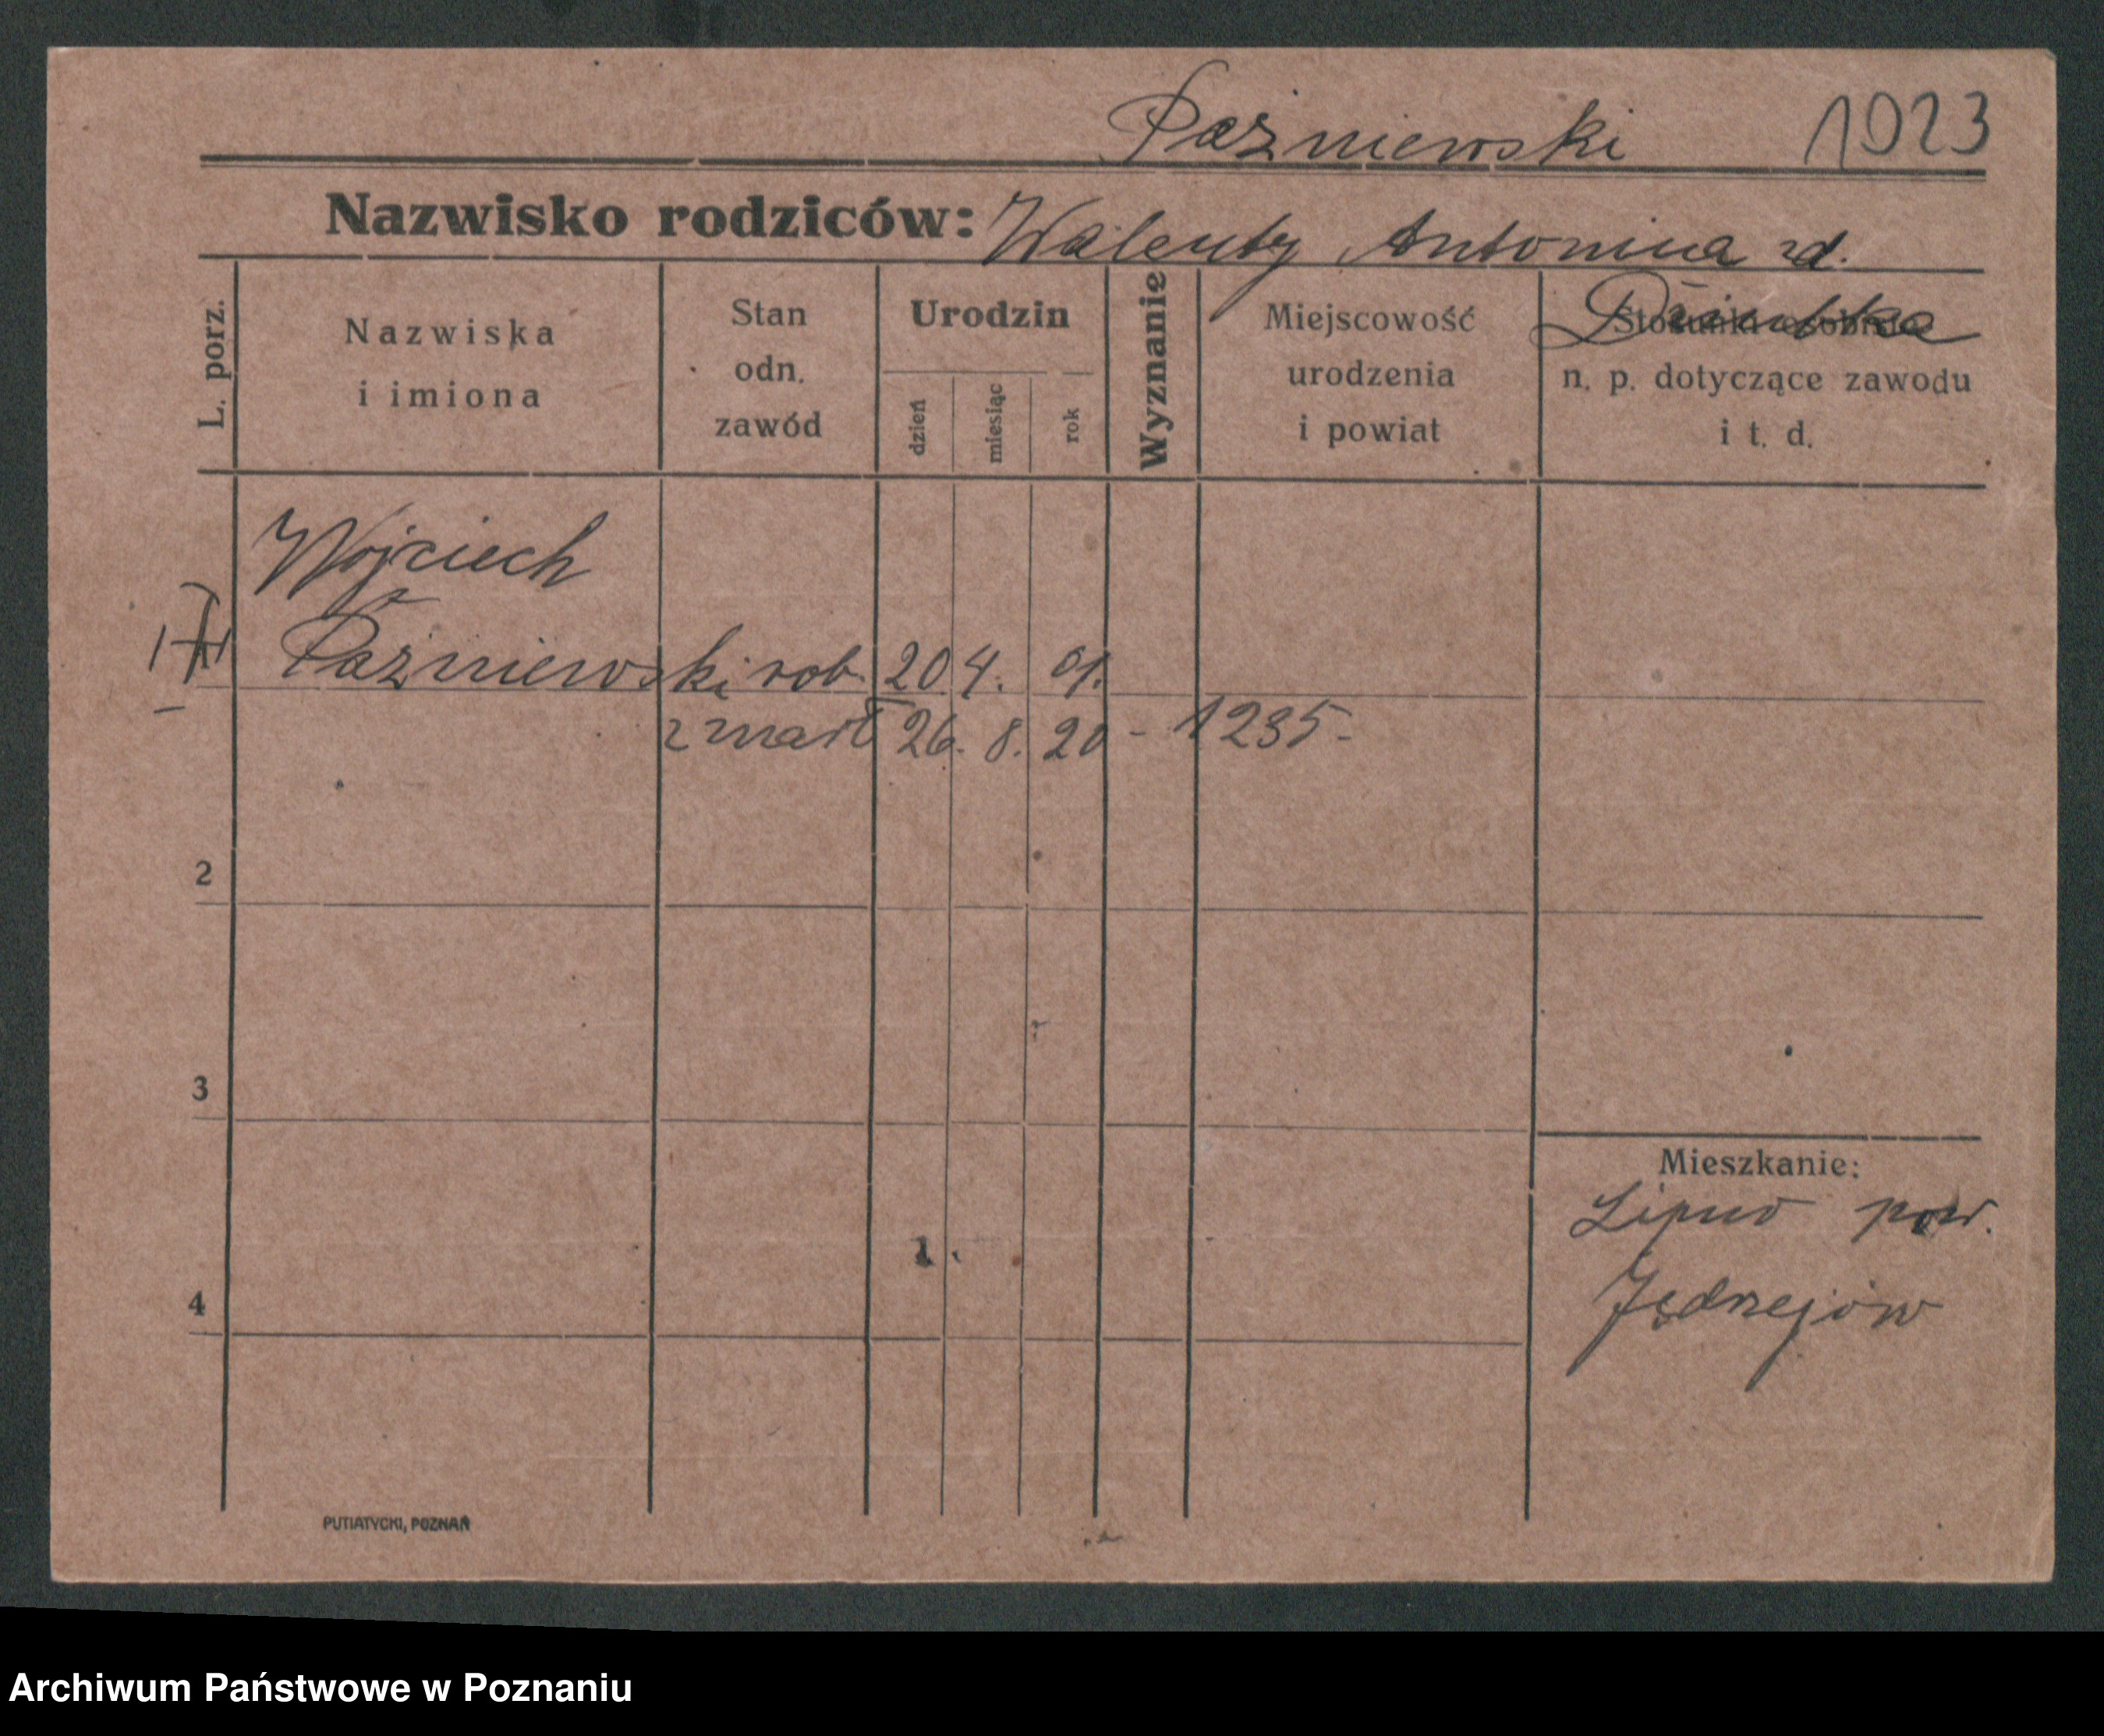 Paźniewski 1023
Nazwisko rodziców: Walenty Antonina zd.
L. porz.
Nazwiska
i imiona
Stan
odn.
zawód
Urodzin
dzień
miesiąc
rok
Wyznanie
Miejscowość
urodzenia
i powiat
Stosunki osobiste
n. p. dotyczące zawodu
i t. d.
Wojciech
Paźniewski rob. 20 4. 01.
zmarł 26. 8. 20 - 1235-
2
3
Mieszkanie:
Lipno pow.
Jędrzejów
1.
4
PUTIATYCKI, POZNAŃ
Archiwum Państwowe w Poznaniu